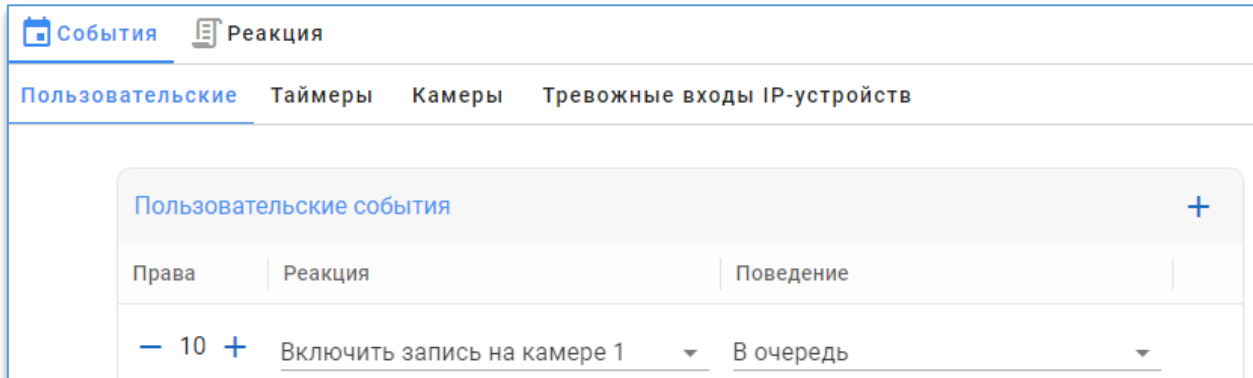 События Реакция
Пользовательские Таймеры Камеры Тревожные входы IP-устройств
Пользовательские события +
Права Реакция Поведение
− 10 + Включить запись на камере 1 В очередь